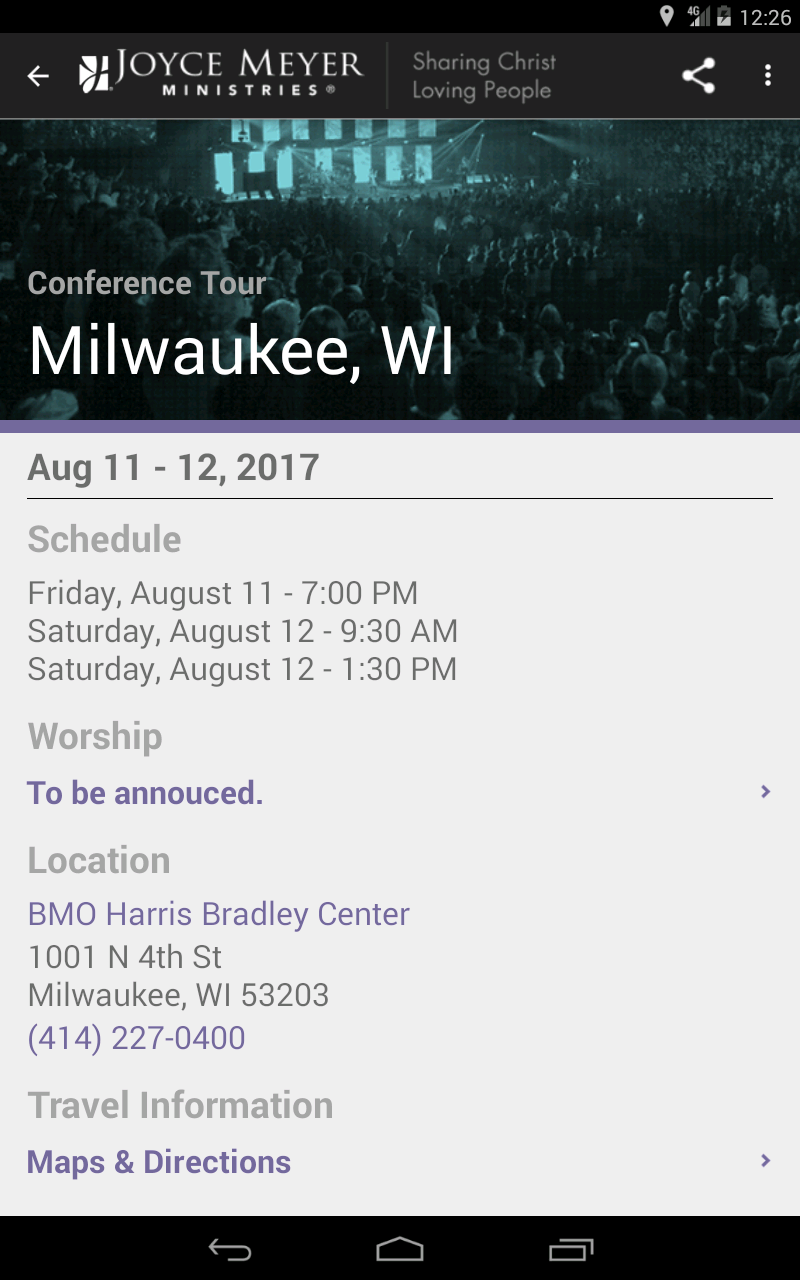 4G 12:26
JOYCE MEYER
MINISTRIES®
Sharing Christ
Loving People
Conference Tour
Milwaukee, WI
Aug 11 - 12, 2017
Schedule
Friday, August 11 - 7:00 PM
Saturday, August 12 - 9:30 AM
Saturday, August 12 - 1:30 PM
Worship
To be annouced.
Location
BMO Harris Bradley Center
1001 N 4th St
Milwaukee, WI 53203
(414) 227-0400
Travel Information
Maps & Directions